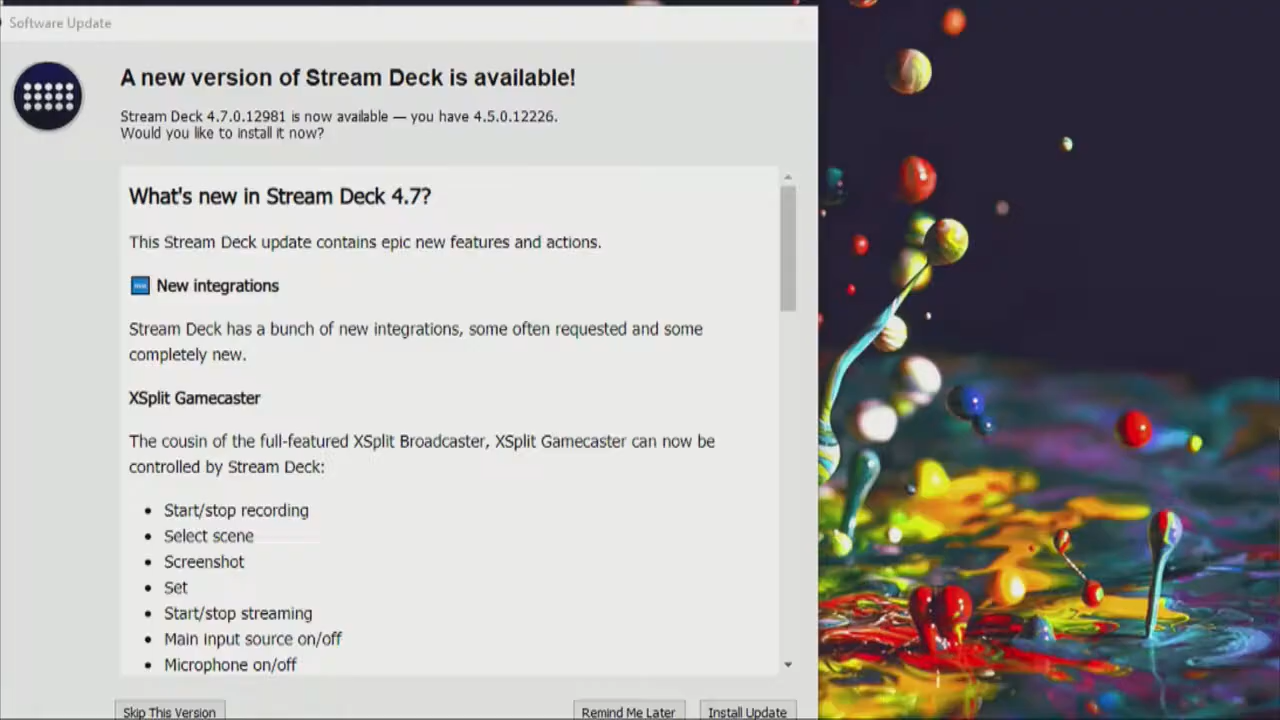 Software Update
A new version of Stream Deck is available!
Stream Deck 4.7.0.12981 is now available — you have 4.5.0.12226.
Would you like to install it now?
What's new in Stream Deck 4.7?
This Stream Deck update contains epic new features and actions.
New integrations
Stream Deck has a bunch of new integrations, some often requested and some
completely new.
XSplit Gamecaster
The cousin of the full-featured XSplit Broadcaster, XSplit Gamecaster can now be
controlled by Stream Deck:
• Start/stop recording
• Select scene
• Screenshot
• Set
• Start/stop streaming
• Main input source on/off
• Microphone on/off
Skip This Version
Remind Me Later
Install Update